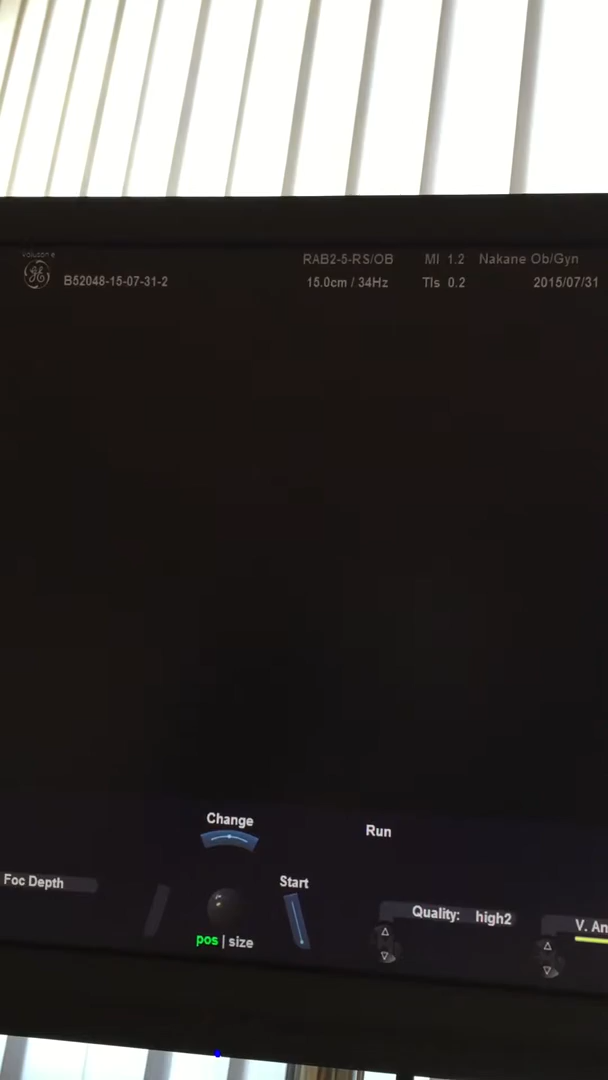 Voluson e
GE
RAB2-5-RS/OB MI 1.2 Nakane Ob/Gyn
B52048-15-07-31-2 15.0cm / 34Hz TIs 0.2 2015/07/31
Change
Run
Foc Depth
Start
Quality: high2
V. An
pos | size